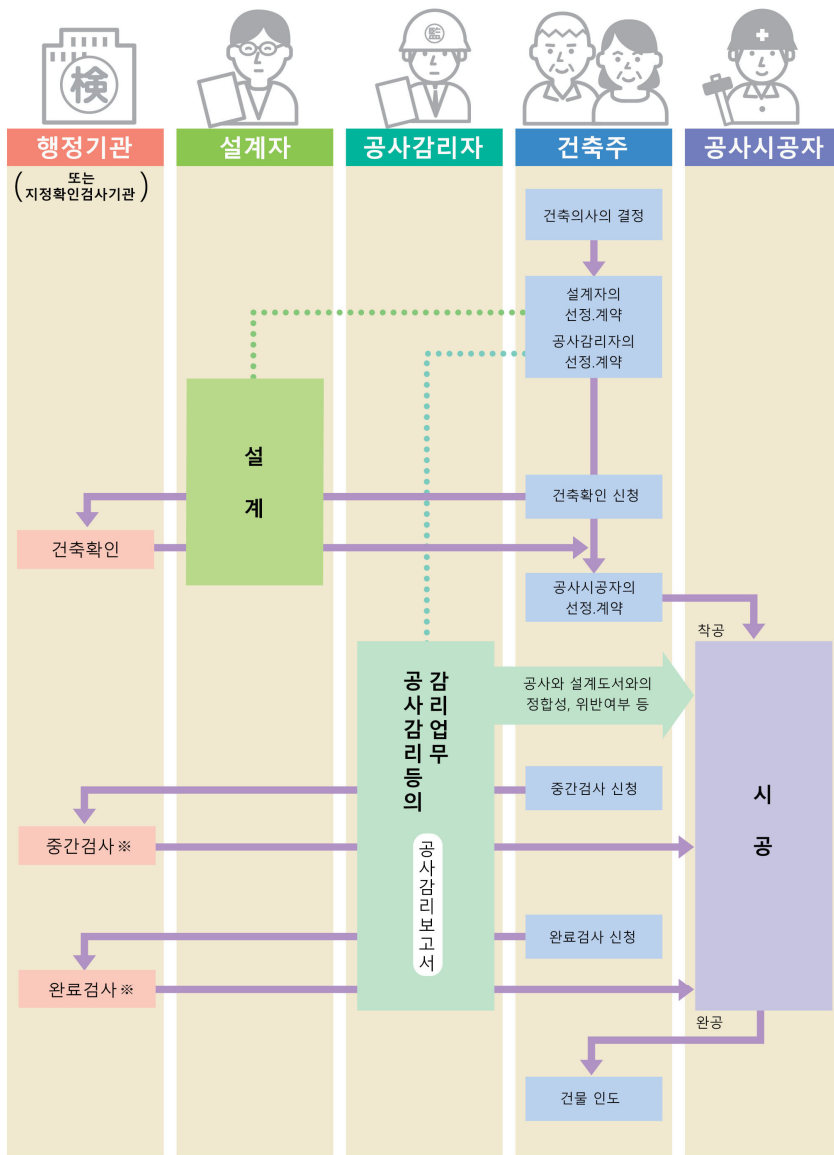 検
監
행정기관
설계자
공사감리자
건축주
공사시공자
( 또는
지정확인검사기관 )
건축의사의 결정
설계자의
선정.계약
공사감리자의
선정.계약
설
계
건축확인 신청
건축확인
공사시공자의
선정.계약
착공
공사감리등의
감리업무
공사와 설계도서와의
정합성, 위반여부 등
시
공
중간검사 신청
중간검사※
공사감리보고서
완료검사 신청
완료검사※
완공
건물 인도